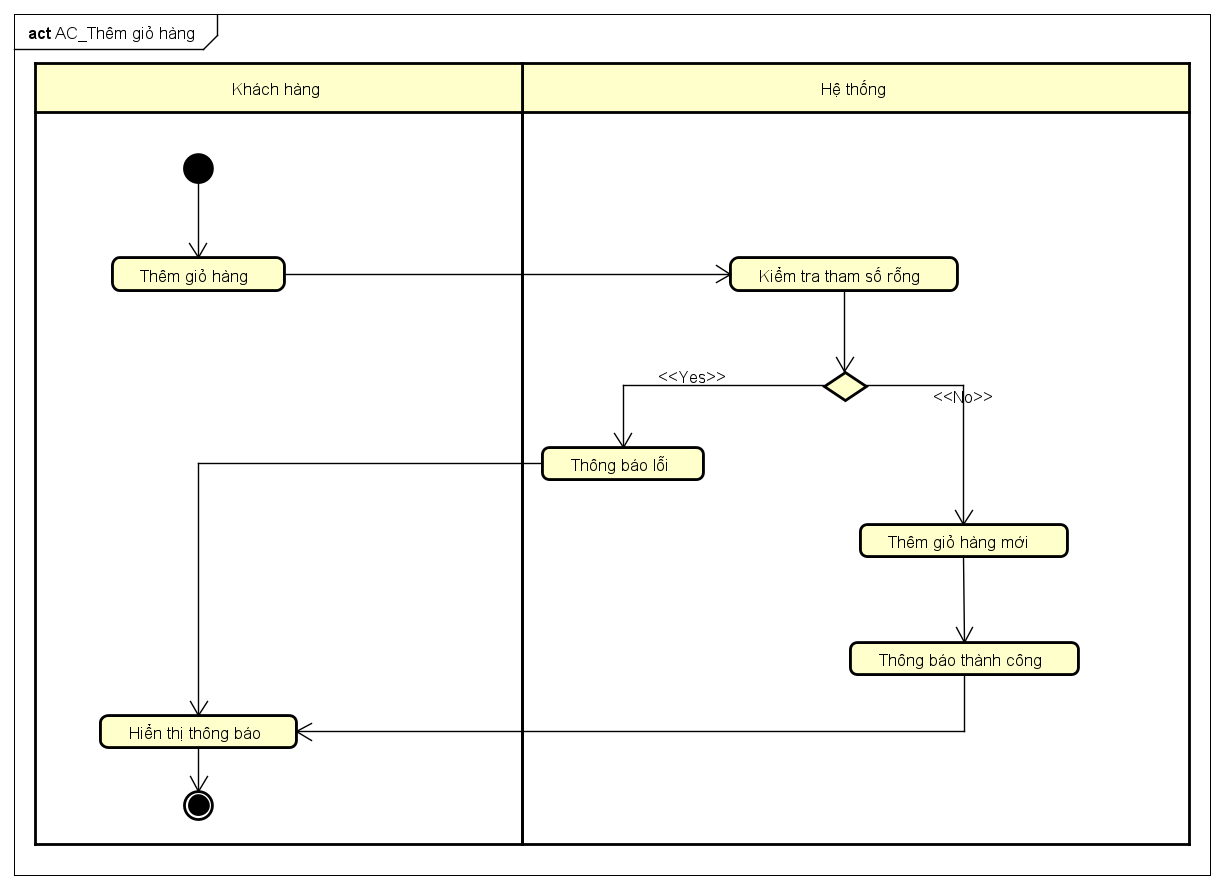 act AC_Thêm giỏ hàng
Khách hàng
Hệ thống
Thêm giỏ hàng
Kiểm tra tham số rỗng
<<Yes>>
<<No>>
Thông báo lỗi
Thêm giỏ hàng mới
Thông báo thành công
Hiển thị thông báo